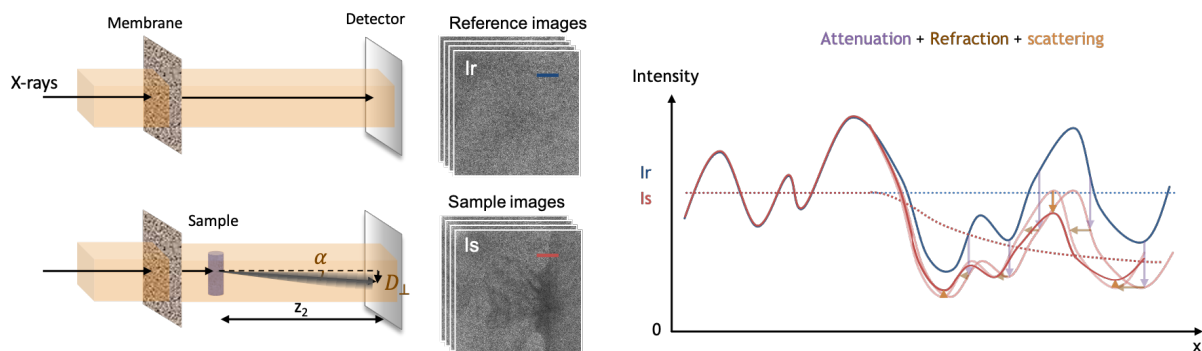 Membrane
Detector
X-rays
Reference images
Ir
Sample
α
D⊥
z2
Sample images
Is
Attenuation + Refraction + scattering
Intensity
Ir
Is
0
x